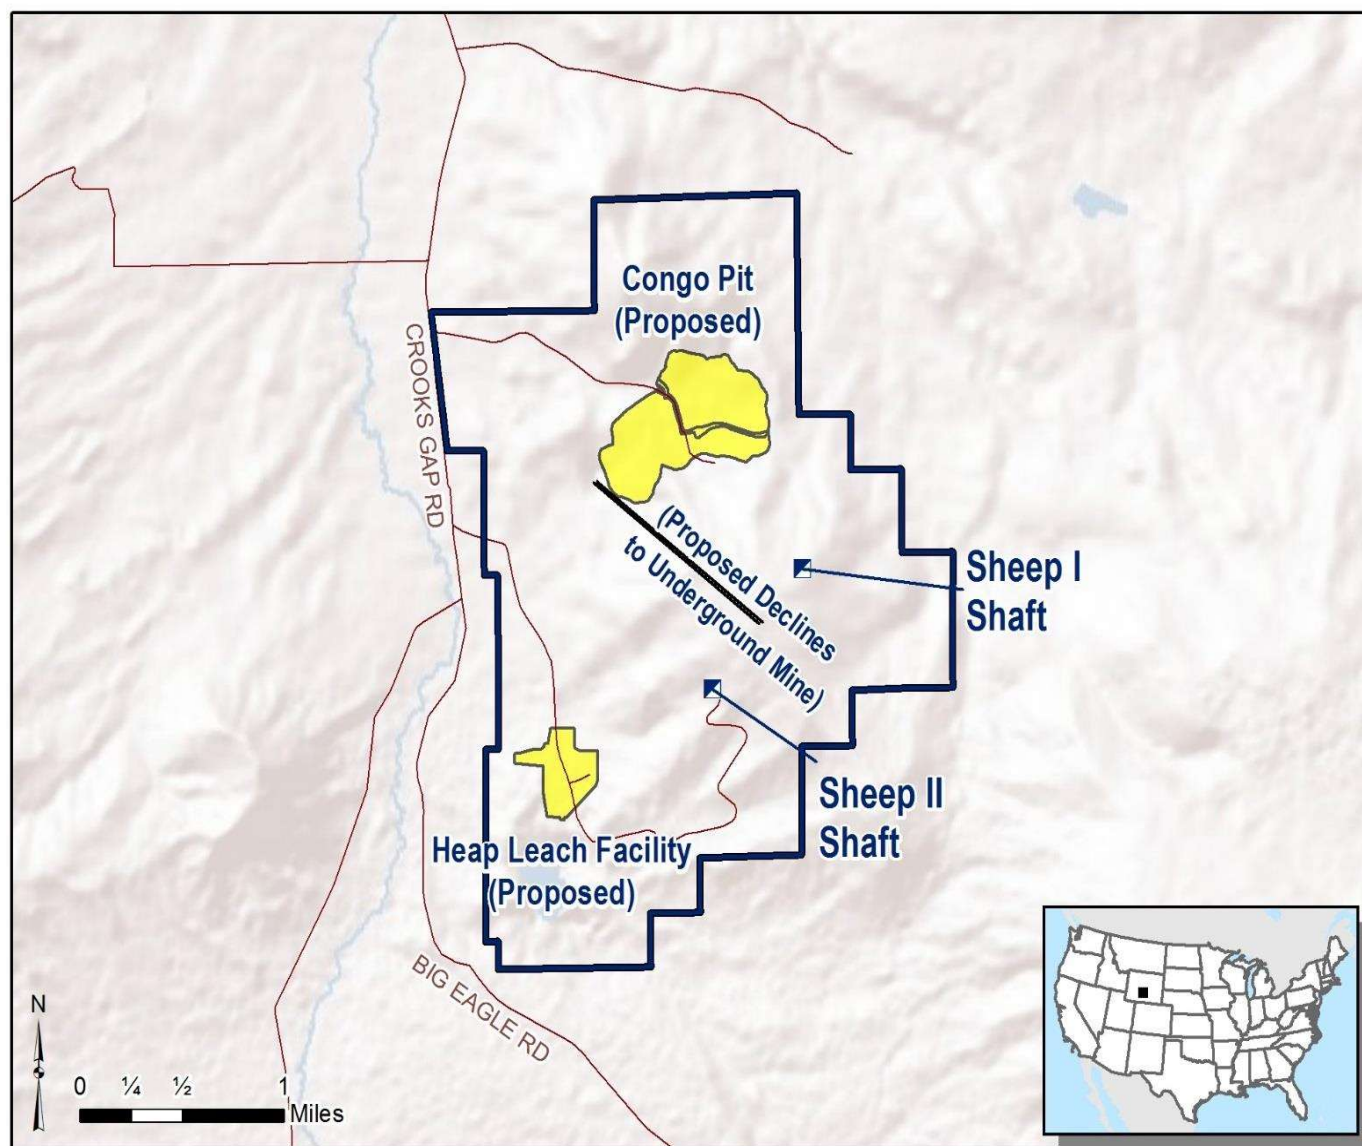 Congo Pit
(Proposed)
CROOKS GAP RD
(Proposed Declines
to Underground Mine)
Sheep I
Shaft
Sheep II
Shaft
Heap Leach Facility
(Proposed)
BIG EAGLE RD
N
0 ¼ ½ 1
Miles